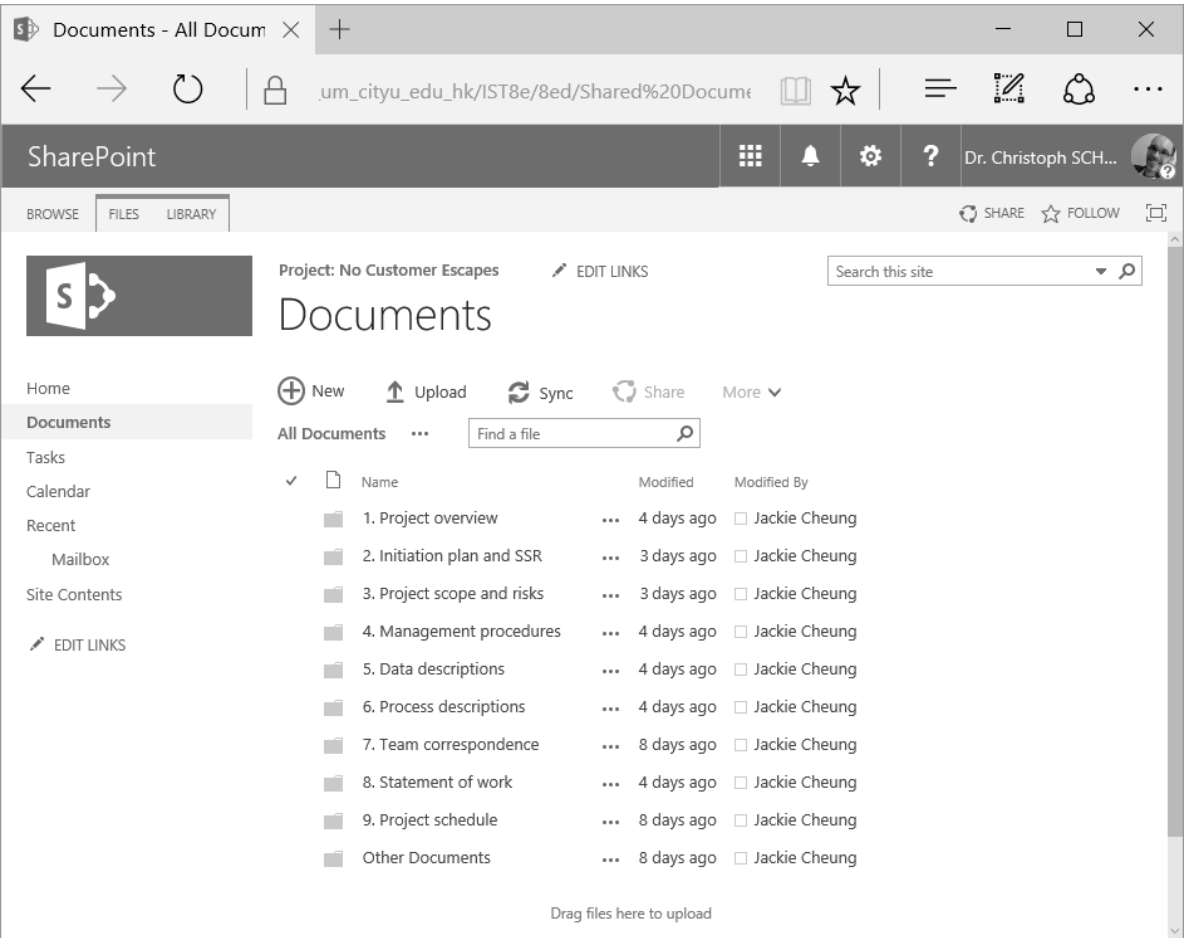 S Documents - All Docum
_um_cityu_edu_hk/IST8e/8ed/Shared%20Docume
SharePoint ? Dr. Christoph SCH...
BROWSE FILES LIBRARY SHARE FOLLOW
S
Project: No Customer Escapes EDIT LINKS Search this site
Documents
Home
Documents
Tasks
Calendar
Recent
Mailbox
Site Contents
EDIT LINKS
New Upload Sync Share More
All Documents ... Find a file
Name Modified Modified By
1. Project overview ... 4 days ago Jackie Cheung
2. Initiation plan and SSR ... 3 days ago Jackie Cheung
3. Project scope and risks ... 3 days ago Jackie Cheung
4. Management procedures ... 4 days ago Jackie Cheung
5. Data descriptions ... 4 days ago Jackie Cheung
6. Process descriptions ... 4 days ago Jackie Cheung
7. Team correspondence ... 8 days ago Jackie Cheung
8. Statement of work ... 4 days ago Jackie Cheung
9. Project schedule ... 8 days ago Jackie Cheung
Other Documents ... 8 days ago Jackie Cheung
Drag files here to upload